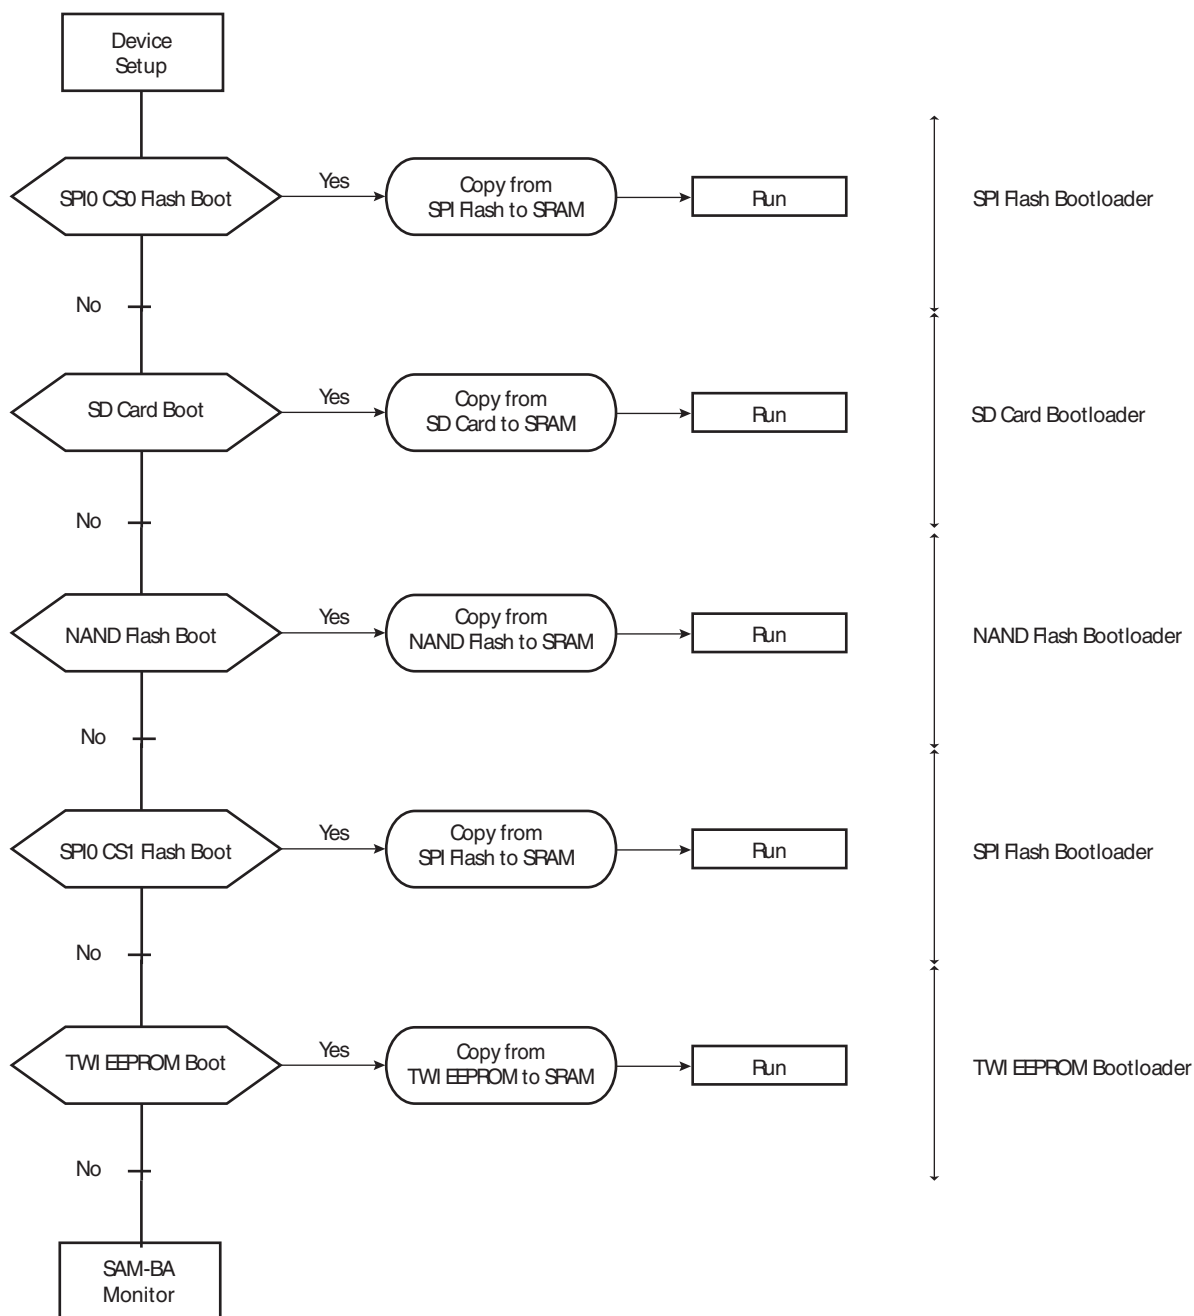 Device
Setup
SPI0 CS0 Flash Boot
Yes
Copy from
SPI Flash to SRAM
Run
SPI Flash Bootloader
No
SD Card Boot
Yes
Copy from
SD Card to SRAM
Run
SD Card Bootloader
No
NAND Flash Boot
Yes
Copy from
NAND Flash to SRAM
Run
NAND Flash Bootloader
No
SPI0 CS1 Flash Boot
Yes
Copy from
SPI Flash to SRAM
Run
SPI Flash Bootloader
No
TWI EEPROM Boot
Yes
Copy from
TWI EEPROM to SRAM
Run
TWI EEPROM Bootloader
No
SAM-BA
Monitor